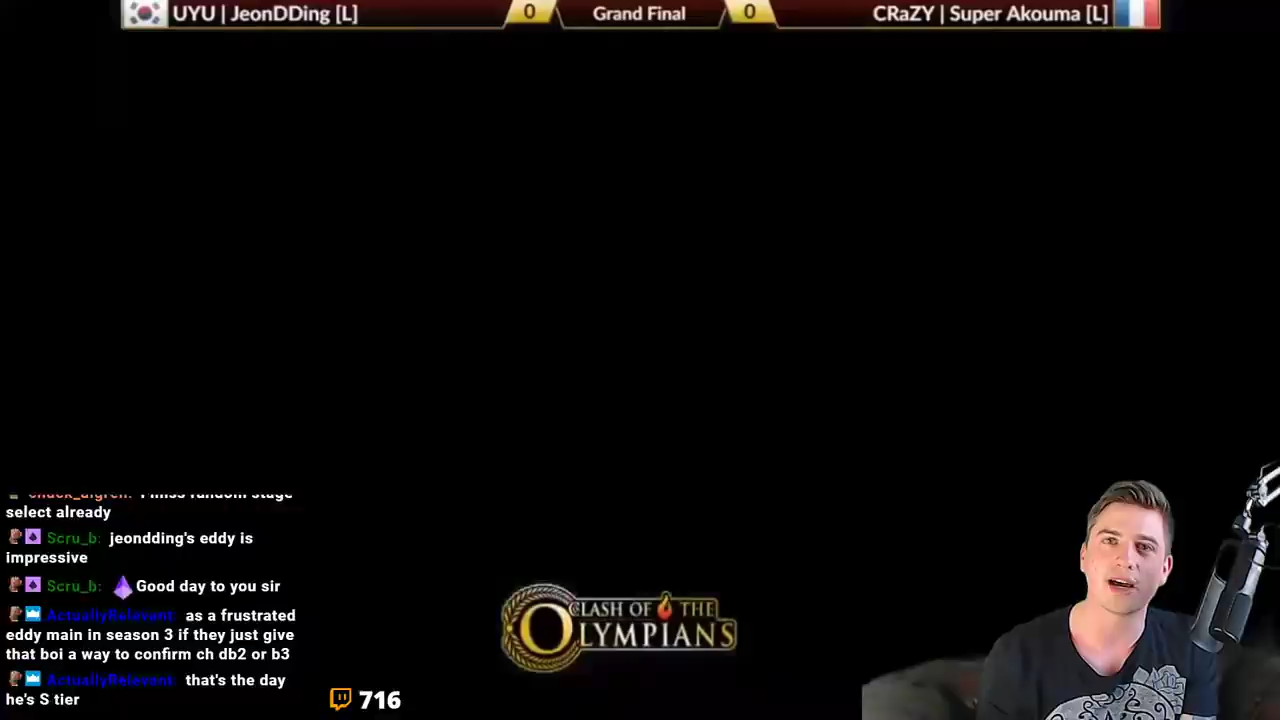 UYU | JeonDDing [L] 0 Grand Final 0 CRaZY | Super Akouma [L]
select already
Scru_b: jeondding's eddy is
impressive
Scru_b: Good day to you sir
ActuallyRelevant: as a frustrated
eddy main in season 3 if they just give
that boi a way to confirm ch db2 or b3
ActuallyRelevant: that's the day
he's S tier
716
CLASH OF THE
OLYMPIANS